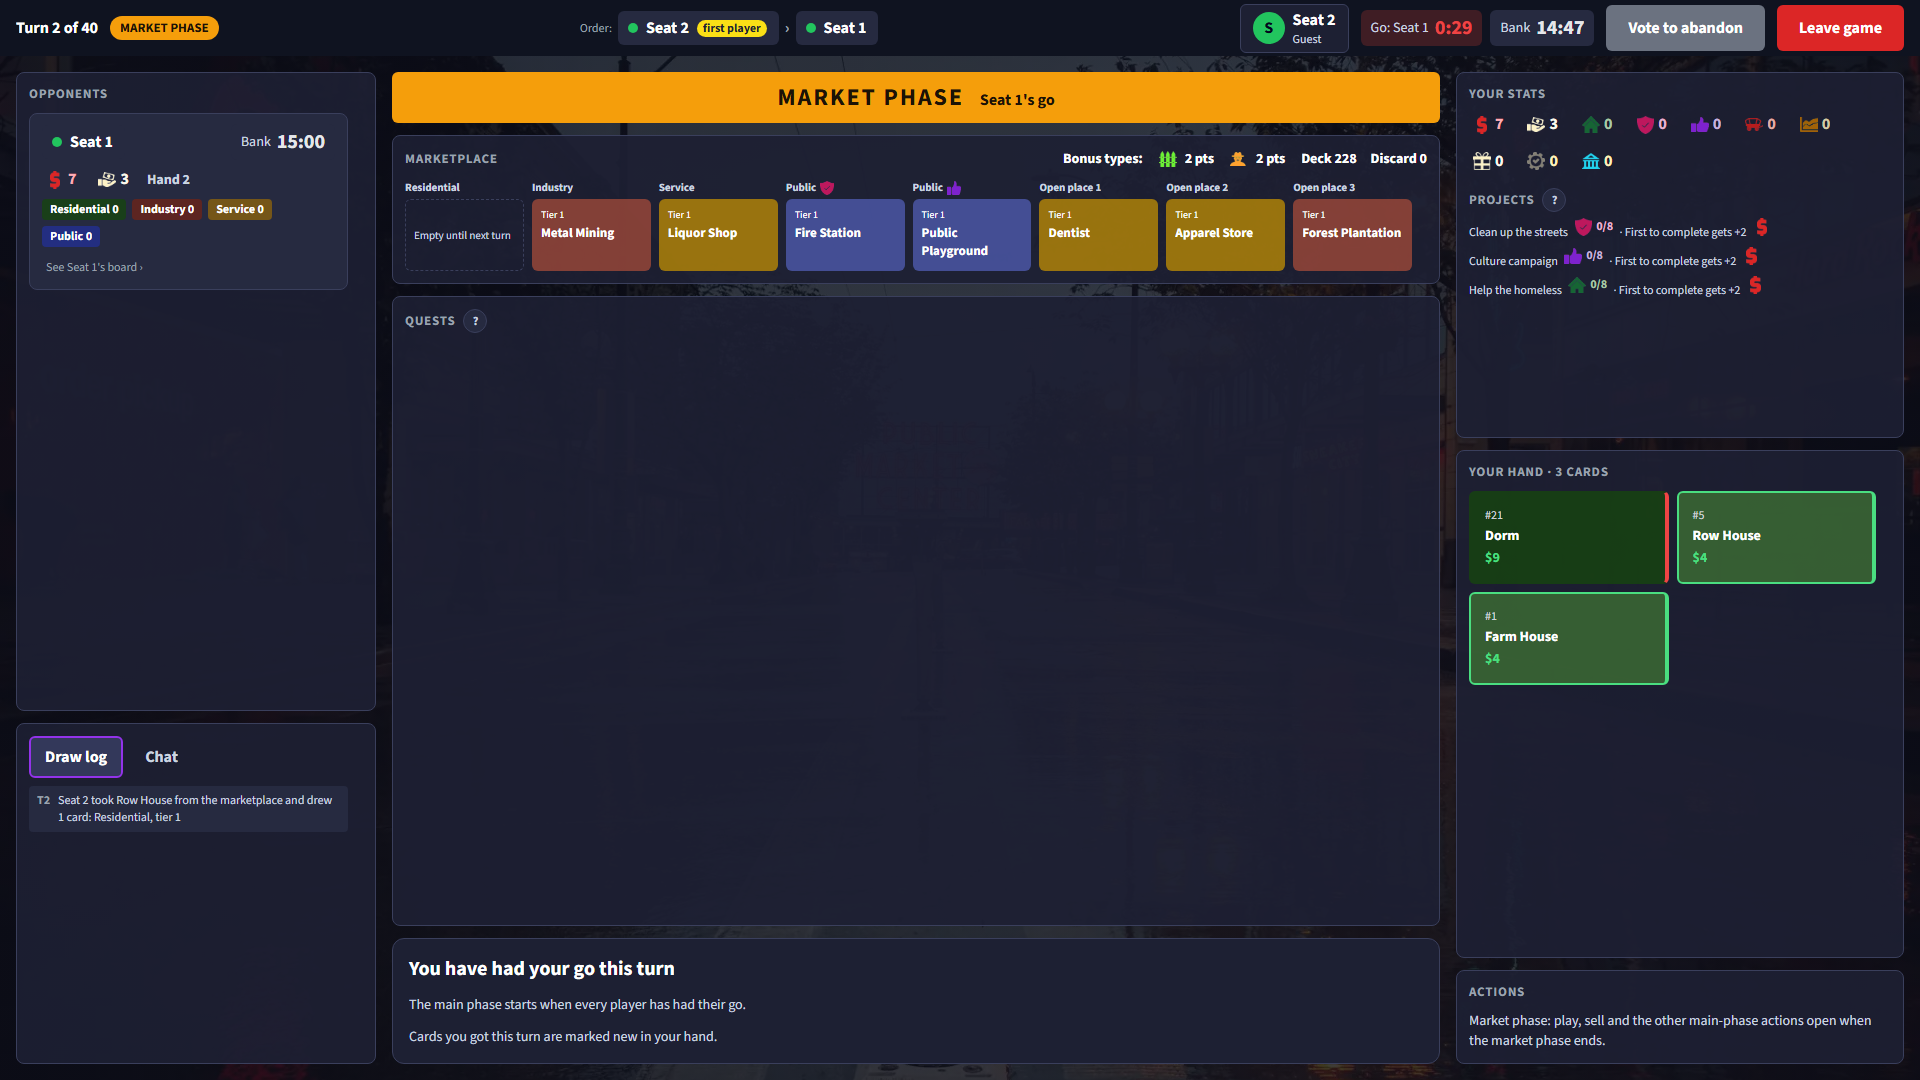 Turn 2 of 40
MARKET PHASE
Order:
Seat 2 first player
›
Seat 1
S
Seat 2
Guest
Go: Seat 1 0:29
Bank 14:47
Vote to abandon
Leave game
OPPONENTS
Seat 1
Bank 15:00
7
3
Hand 2
Residential 0
Industry 0
Service 0
Public 0
See Seat 1's board ›
Draw log
Chat
T2 Seat 2 took Row House from the marketplace and drew
1 card: Residential, tier 1
MARKET PHASE Seat 1's go
MARKETPLACE
Bonus types:
2 pts
2 pts
Deck 228
Discard 0
Residential
Empty until next turn
Industry
Tier 1
Metal Mining
Service
Tier 1
Liquor Shop
Public
Tier 1
Fire Station
Public
Tier 1
Public
Playground
Open place 1
Tier 1
Dentist
Open place 2
Tier 1
Apparel Store
Open place 3
Tier 1
Forest Plantation
QUESTS ?
You have had your go this turn
The main phase starts when every player has had their go.
Cards you got this turn are marked new in your hand.
YOUR STATS
7 3 0 0 0 0 0
0 0 0
PROJECTS ?
Clean up the streets 0/8 · First to complete gets +2
Culture campaign 0/8 · First to complete gets +2
Help the homeless 0/8 · First to complete gets +2
YOUR HAND · 3 CARDS
#21
Dorm
$9
#5
Row House
$4
#1
Farm House
$4
ACTIONS
Market phase: play, sell and the other main-phase actions open when
the market phase ends.